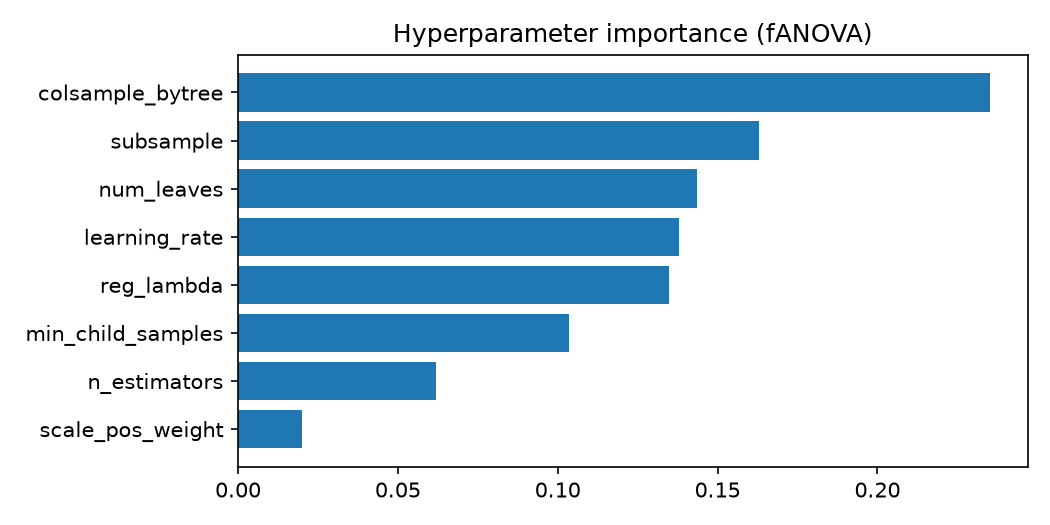 Hyperparameter importance (fANOVA)
colsample_bytree
subsample
num_leaves
learning_rate
reg_lambda
min_child_samples
n_estimators
scale_pos_weight
0.00 0.05 0.10 0.15 0.20